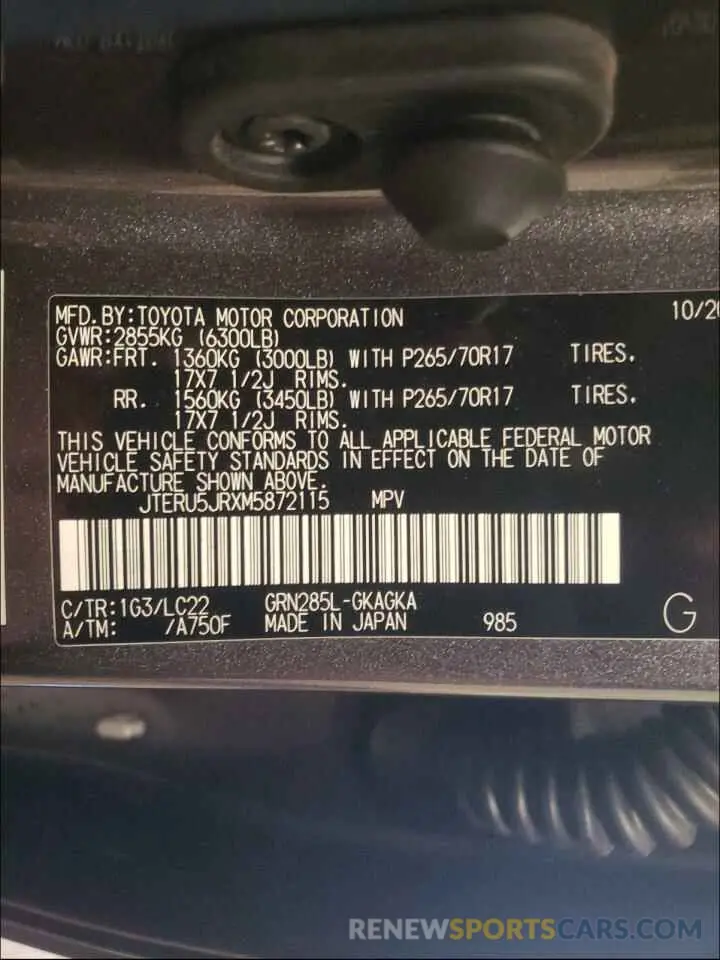 MFD. BY: TOYOTA MOTOR CORPORATION 10/20
GVWR: 2855KG (6300LB)
GAWR: FRT. 1360KG (3000LB) WITH P265/70R17 TIRES.
17X7 1/2J RIMS.
RR. 1560KG (3450LB) WITH P265/70R17 TIRES.
17X7 1/2J RIMS.
THIS VEHICLE CONFORMS TO ALL APPLICABLE FEDERAL MOTOR
VEHICLE SAFETY STANDARDS IN EFFECT ON THE DATE OF
MANUFACTURE SHOWN ABOVE.
JTERU5JRXM5872115 MPV
C/TR: 1G3/LC22 GRN285L-GKAGKA
A/TM: /A750F MADE IN JAPAN 985 G
RENEWSPORTSCARS.COM